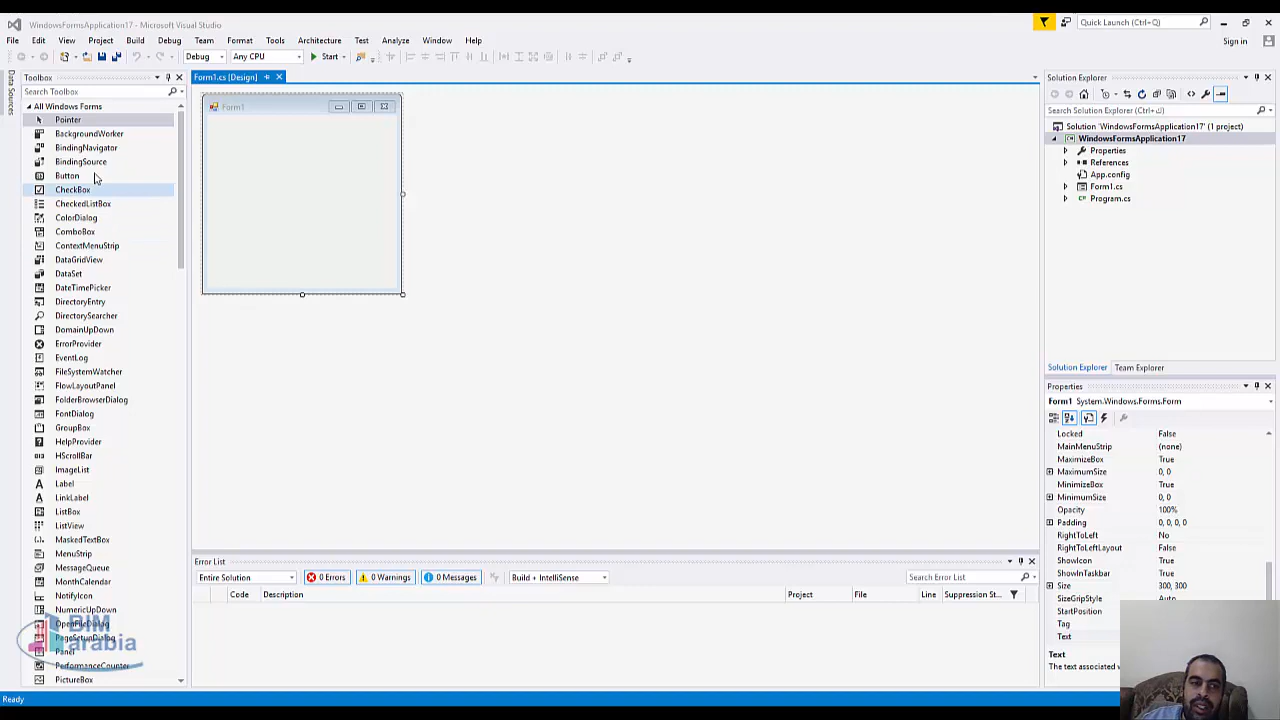 WindowsFormsApplication17 - Microsoft Visual Studio
Quick Launch (Ctrl+Q)
File Edit View Project Build Debug Team Format Tools Architecture Test Analyze Window Help
Sign in
Debug Any CPU Start
Data Sources
Toolbox
Search Toolbox
All Windows Forms
Pointer
BackgroundWorker
BindingNavigator
BindingSource
Button
CheckBox
CheckedListBox
ColorDialog
ComboBox
ContextMenuStrip
DataGridView
DataSet
DateTimePicker
DirectoryEntry
DirectorySearcher
DomainUpDown
ErrorProvider
EventLog
FileSystemWatcher
FlowLayoutPanel
FolderBrowserDialog
FontDialog
GroupBox
HelpProvider
HScrollBar
ImageList
Label
LinkLabel
ListBox
ListView
MaskedTextBox
MenuStrip
MessageQueue
MonthCalendar
NotifyIcon
NumericUpDown
OpenFileDialog
PageSetupDialog
Panel
PerformanceCounter
PictureBox
BIM
arabia
Form1.cs [Design]
Form1
Error List
Entire Solution 0 Errors 0 Warnings 0 Messages Build + IntelliSense Search Error List
Code Description Project File Line Suppression St...
Solution Explorer
Search Solution Explorer (Ctrl+;)
Solution 'WindowsFormsApplication17' (1 project)
WindowsFormsApplication17
Properties
References
App.config
Form1.cs
Program.cs
Solution Explorer Team Explorer
Properties
Form1 System.Windows.Forms.Form
Locked False
MainMenuStrip (none)
MaximizeBox True
MaximumSize 0, 0
MinimizeBox True
MinimumSize 0, 0
Opacity 100%
Padding 0, 0, 0, 0
RightToLeft No
RightToLeftLayout False
ShowIcon True
ShowInTaskbar True
Size 300, 300
SizeGripStyle Auto
StartPosition
Tag
Text
Text
The text associated
Ready